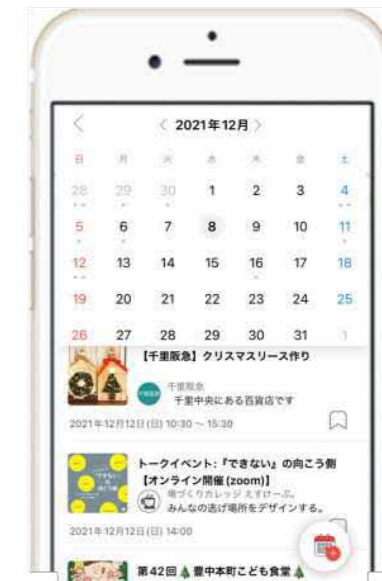 2021年12月
日 月 火 水 木 金 土
28 29 30 1 2 3 4
5 6 7 8 9 10 11
12 13 14 15 16 17 18
19 20 21 22 23 24 25
26 27 28 29 30 31 1
【千里阪急】クリスマスリース作り
千里阪急
千里中央にある百貨店です
2021年12月12日(日) 10:30 ~ 15:30
トークイベント:『できない』の向こう側
【オンライン開催(zoom)】
場づくりカレッジ えすけーぷ。
みんなの逃げ場所をデザインする。
2021年12月12日(日) 14:00
第42回🎄豊中本町こども食堂🎄